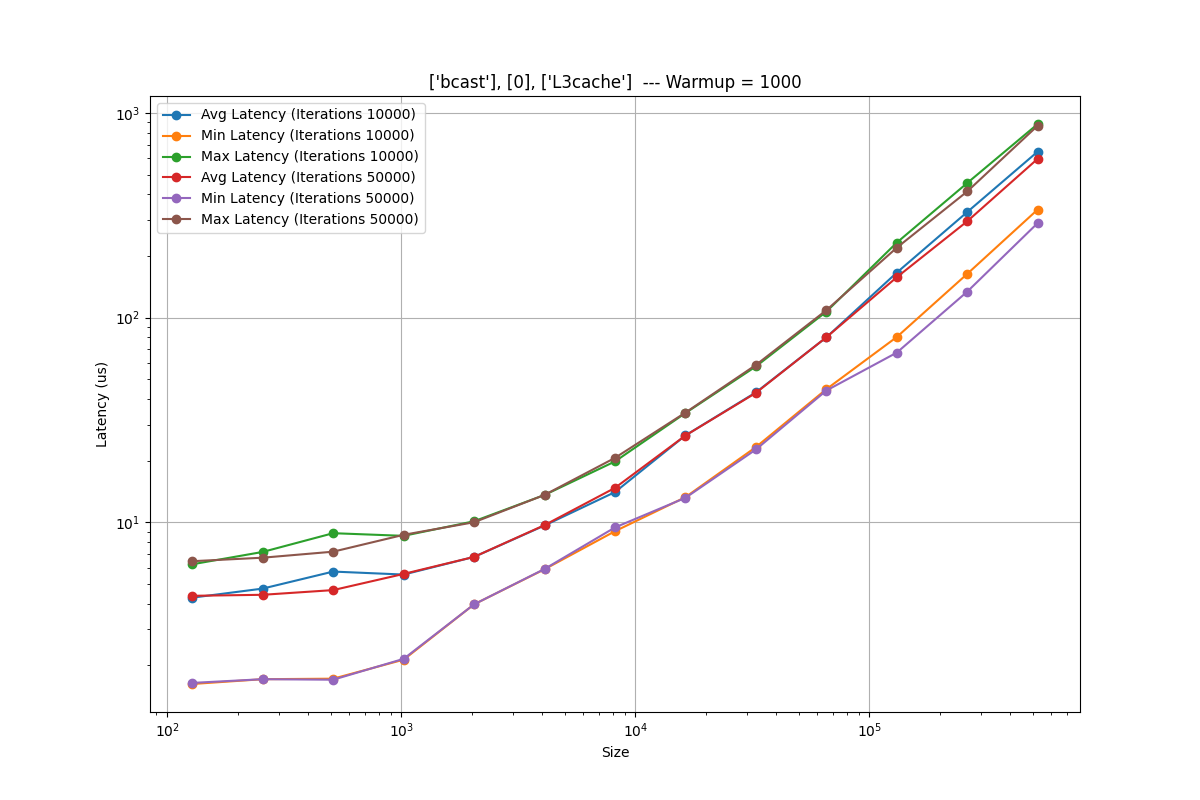 ['bcast'], [0], ['L3cache']  --- Warmup = 1000
10³
Avg Latency (Iterations 10000)
Min Latency (Iterations 10000)
Max Latency (Iterations 10000)
Avg Latency (Iterations 50000)
Min Latency (Iterations 50000)
Max Latency (Iterations 50000)
10²
Latency (us)
10¹
10² 10³ 10⁴ 10⁵
Size